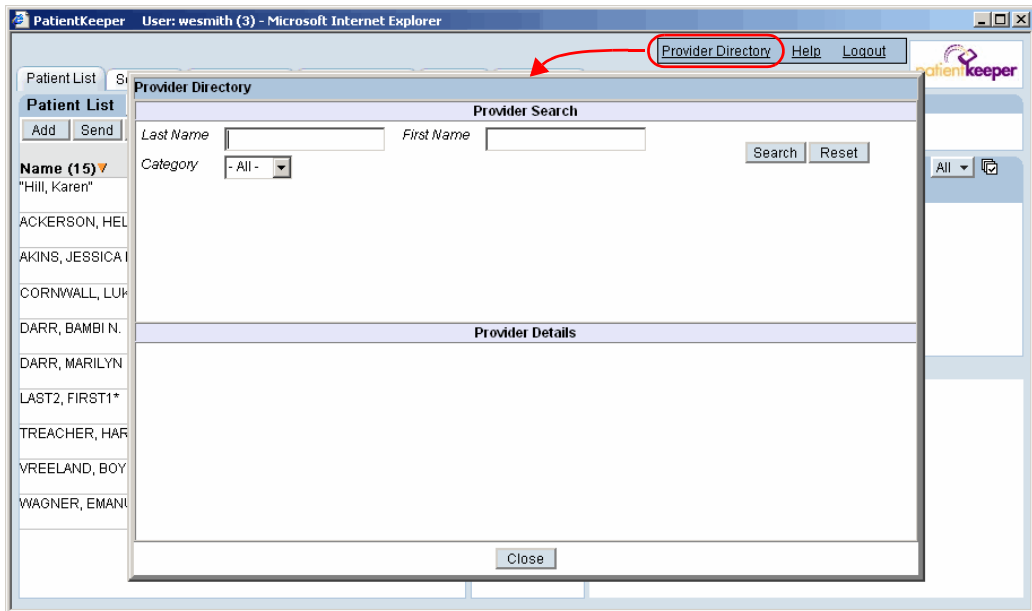 PatientKeeper User: wesmith (3) - Microsoft Internet Explorer
Provider Directory Help Logout
patientkeeper
Patient List
Provider Directory
Patient List
Provider Search
Add Send
Last Name First Name
Search Reset
Category - All -
All
Name (15)
"Hill, Karen"
ACKERSON, HEL
AKINS, JESSICA
CORNWALL, LUK
DARR, BAMBI N.
Provider Details
DARR, MARILYN
LAST2, FIRST1*
TREACHER, HAR
VREELAND, BOY
WAGNER, EMANU
Close